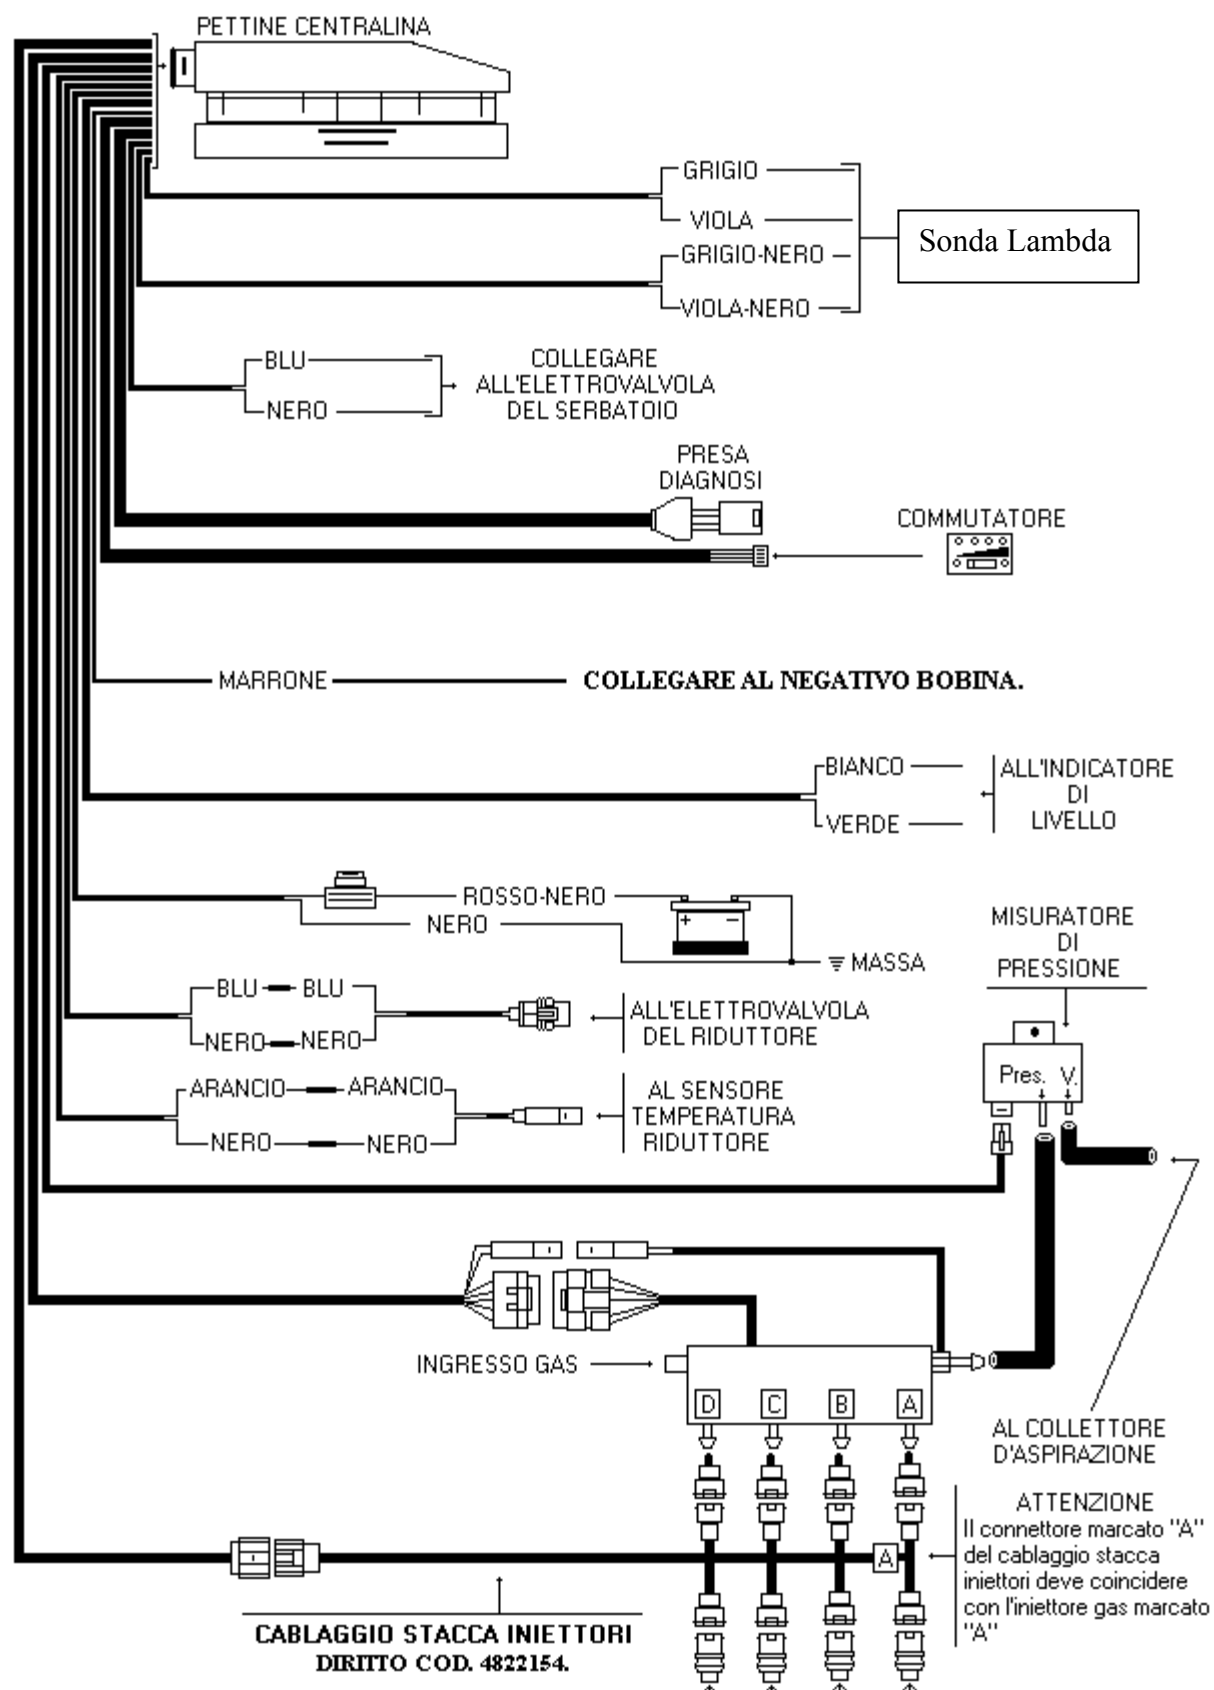 PETTINE CENTRALINA
GRIGIO
VIOLA
Sonda Lambda
GRIGIO-NERO
VIOLA-NERO
BLU
NERO
COLLEGARE
ALL'ELETTROVALVOLA
DEL SERBATOIO
PRESA
DIAGNOSI
COMMUTATORE
MARRONE
COLLEGARE AL NEGATIVO BOBINA.
BIANCO
VERDE
ALL'INDICATORE
DI
LIVELLO
ROSSO-NERO
NERO
+ −
MASSA
MISURATORE
DI
PRESSIONE
BLU BLU
NERO NERO
ALL'ELETTROVALVOLA
DEL RIDUTTORE
Pres. V.
ARANCIO ARANCIO
NERO NERO
AL SENSORE
TEMPERATURA
RIDUTTORE
INGRESSO GAS
D C B A
AL COLLETTORE
D'ASPIRAZIONE
A
ATTENZIONE
Il connettore marcato "A"
del cablaggio stacca
iniettori deve coincidere
con l'iniettore gas marcato
"A"
CABLAGGIO STACCA INIETTORI
DIRITTO COD. 4822154.